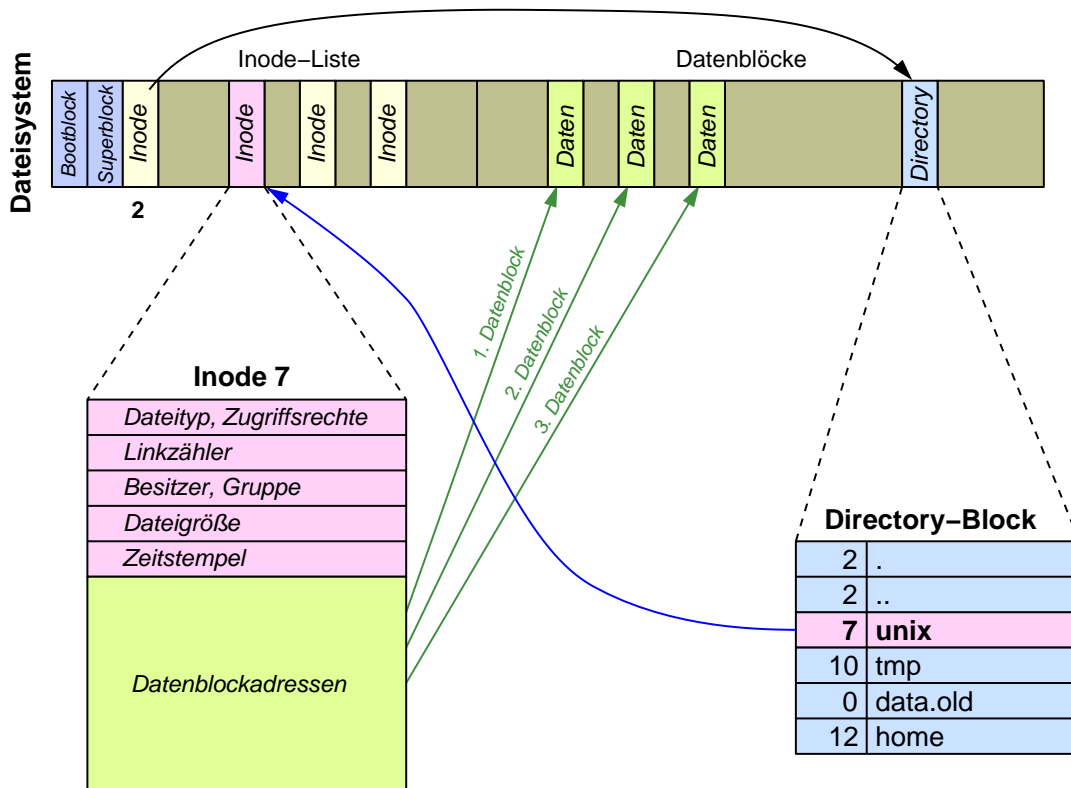 Dateisystem
Inode–Liste
Datenblöcke
Bootblock
Superblock
Inode
Inode
Inode
Inode
Daten
Daten
Daten
Directory
2
1. Datenblock
2. Datenblock
3. Datenblock
Inode 7
Dateityp, Zugriffsrechte
Linkzähler
Besitzer, Gruppe
Dateigröße
Zeitstempel
Datenblockadressen
Directory–Block
2 .
2 ..
7 unix
10 tmp
0 data.old
12 home